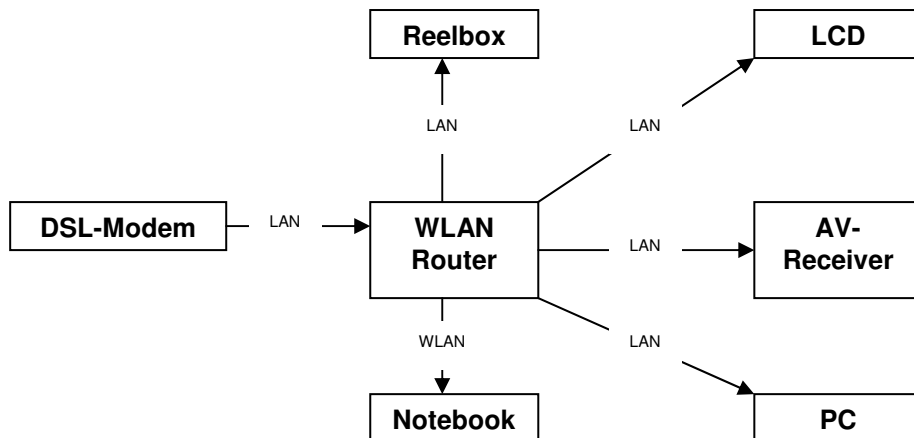 Reelbox
LCD
LAN
LAN
DSL-Modem
LAN
WLAN
Router
LAN
AV-
Receiver
WLAN
LAN
Notebook
PC